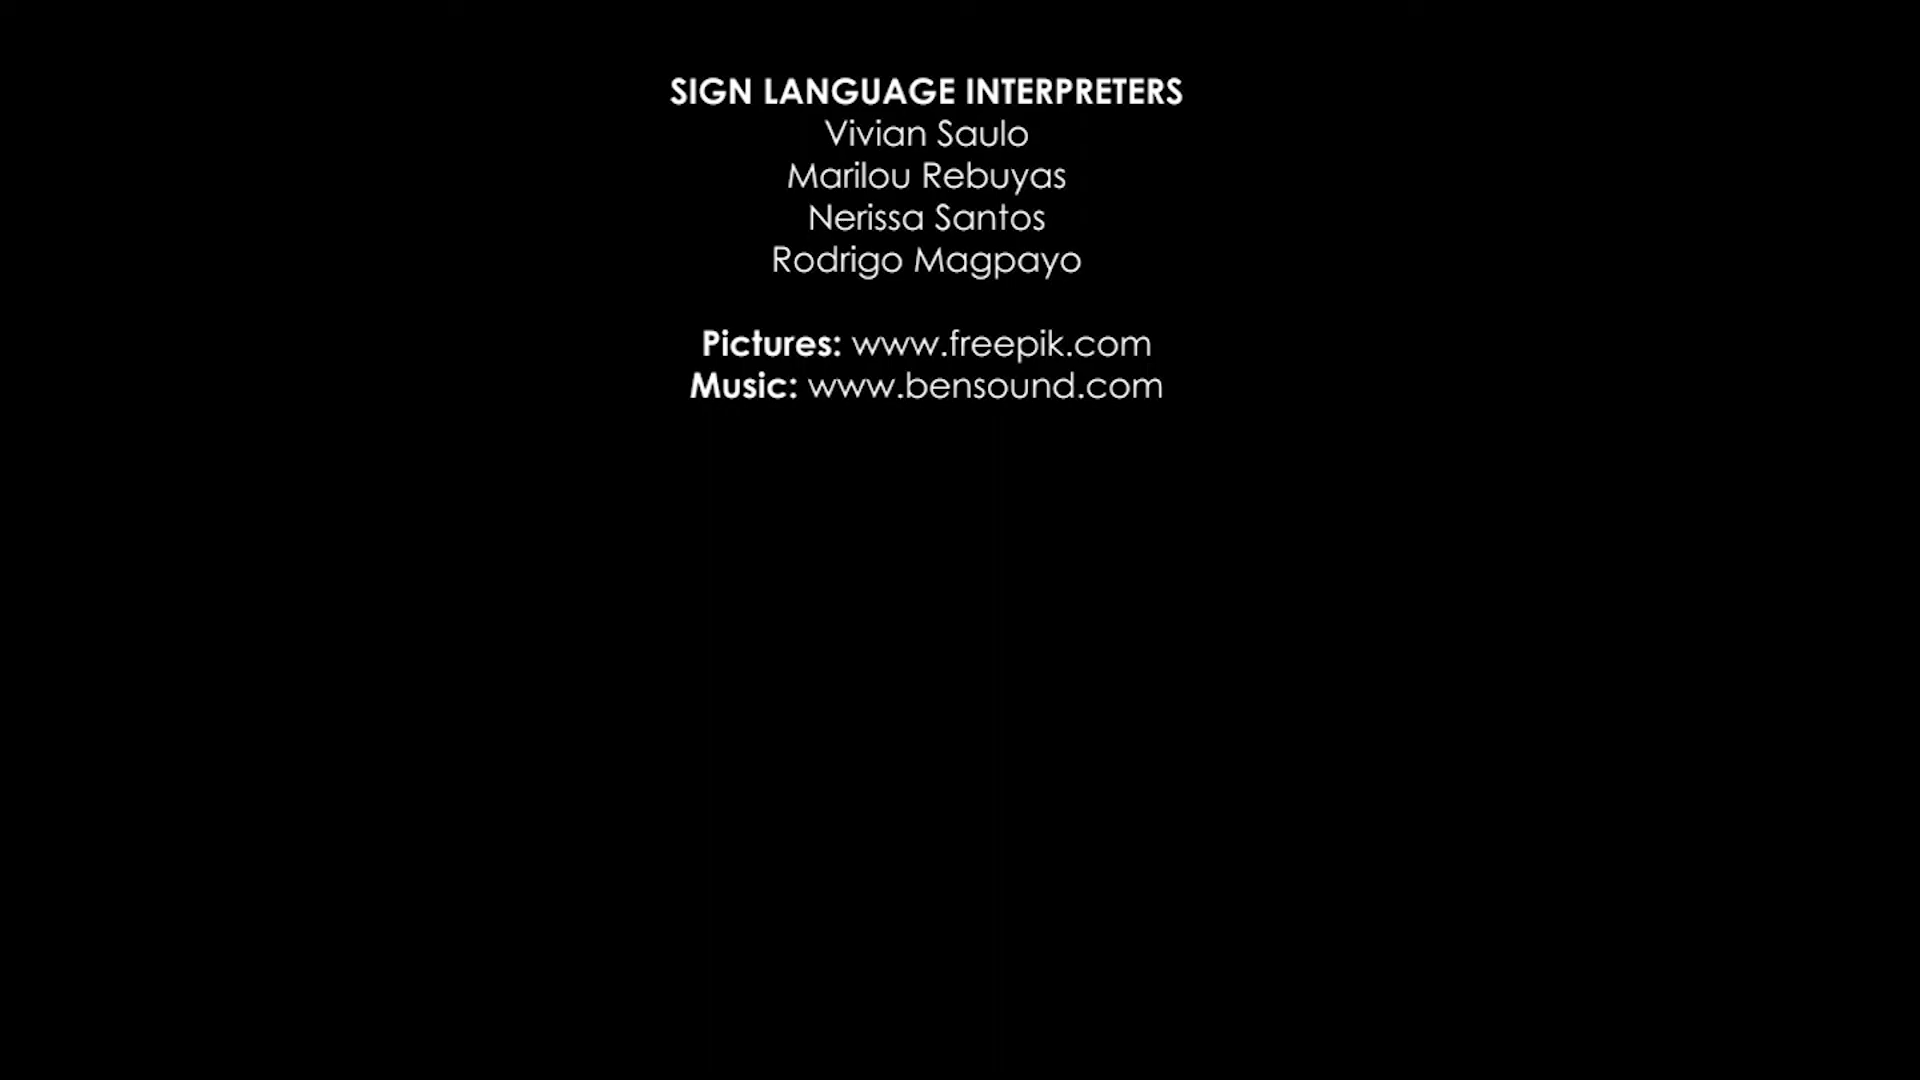 SIGN LANGUAGE INTERPRETERS
Vivian Saulo
Marilou Rebuyas
Nerissa Santos
Rodrigo Magpayo
Pictures: www.freepik.com
Music: www.bensound.com